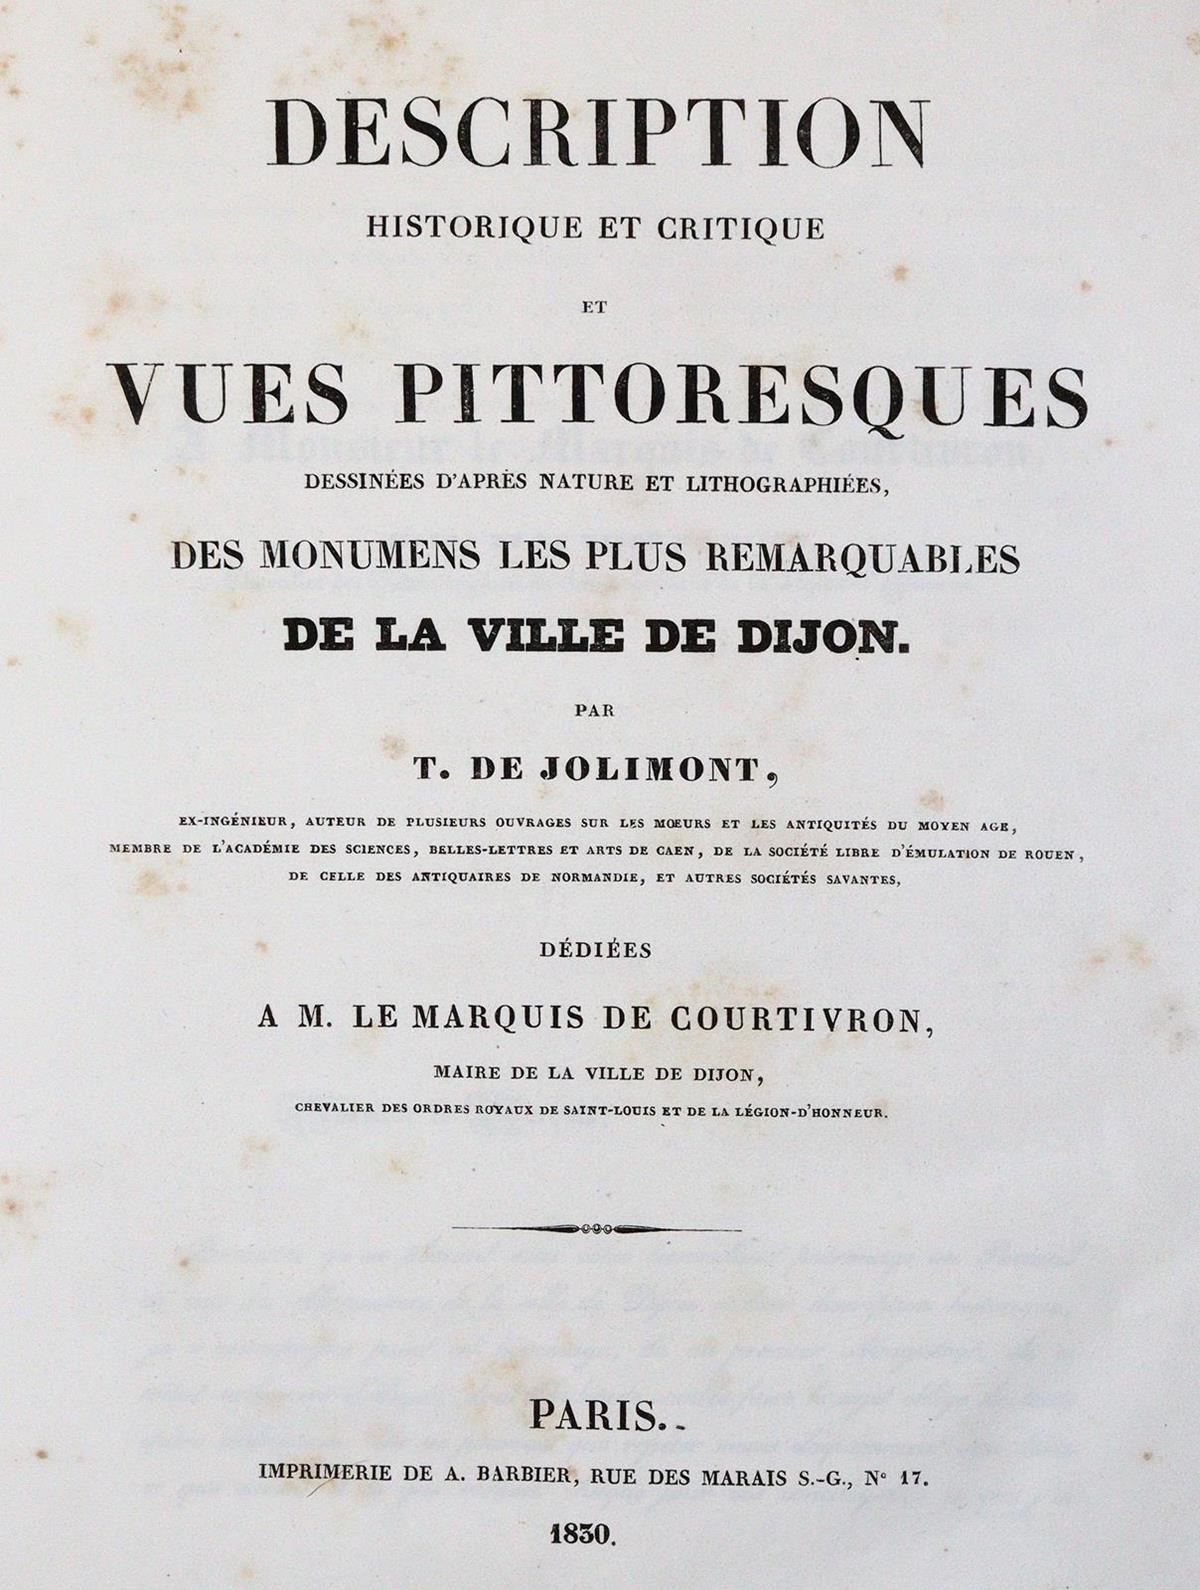 DESCRIPTION
HISTORIQUE ET CRITIQUE
ET
VUES PITTORESQUES
DESSINÉES D'APRÈS NATURE ET LITHOGRAPHIÉES,
DES MONUMENS LES PLUS REMARQUABLES
DE LA VILLE DE DIJON.
PAR
T. DE JOLIMONT,
EX-INGÉNIEUR, AUTEUR DE PLUSIEURS OUVRAGES SUR LES MŒURS ET LES ANTIQUITÉS DU MOYEN AGE,
MEMBRE DE L'ACADÉMIE DES SCIENCES, BELLES-LETTRES ET ARTS DE CAEN, DE LA SOCIÉTÉ LIBRE D'ÉMULATION DE ROUEN,
DE CELLE DES ANTIQUAIRES DE NORMANDIE, ET AUTRES SOCIÉTÉS SAVANTES,
DÉDIÉES
A M. LE MARQUIS DE COURTIVRON,
MAIRE DE LA VILLE DE DIJON,
CHEVALIER DES ORDRES ROYAUX DE SAINT-LOUIS ET DE LA LÉGION-D'HONNEUR.
PARIS.
IMPRIMERIE DE A. BARBIER, RUE DES MARAIS S.-G., N° 17.
1830.